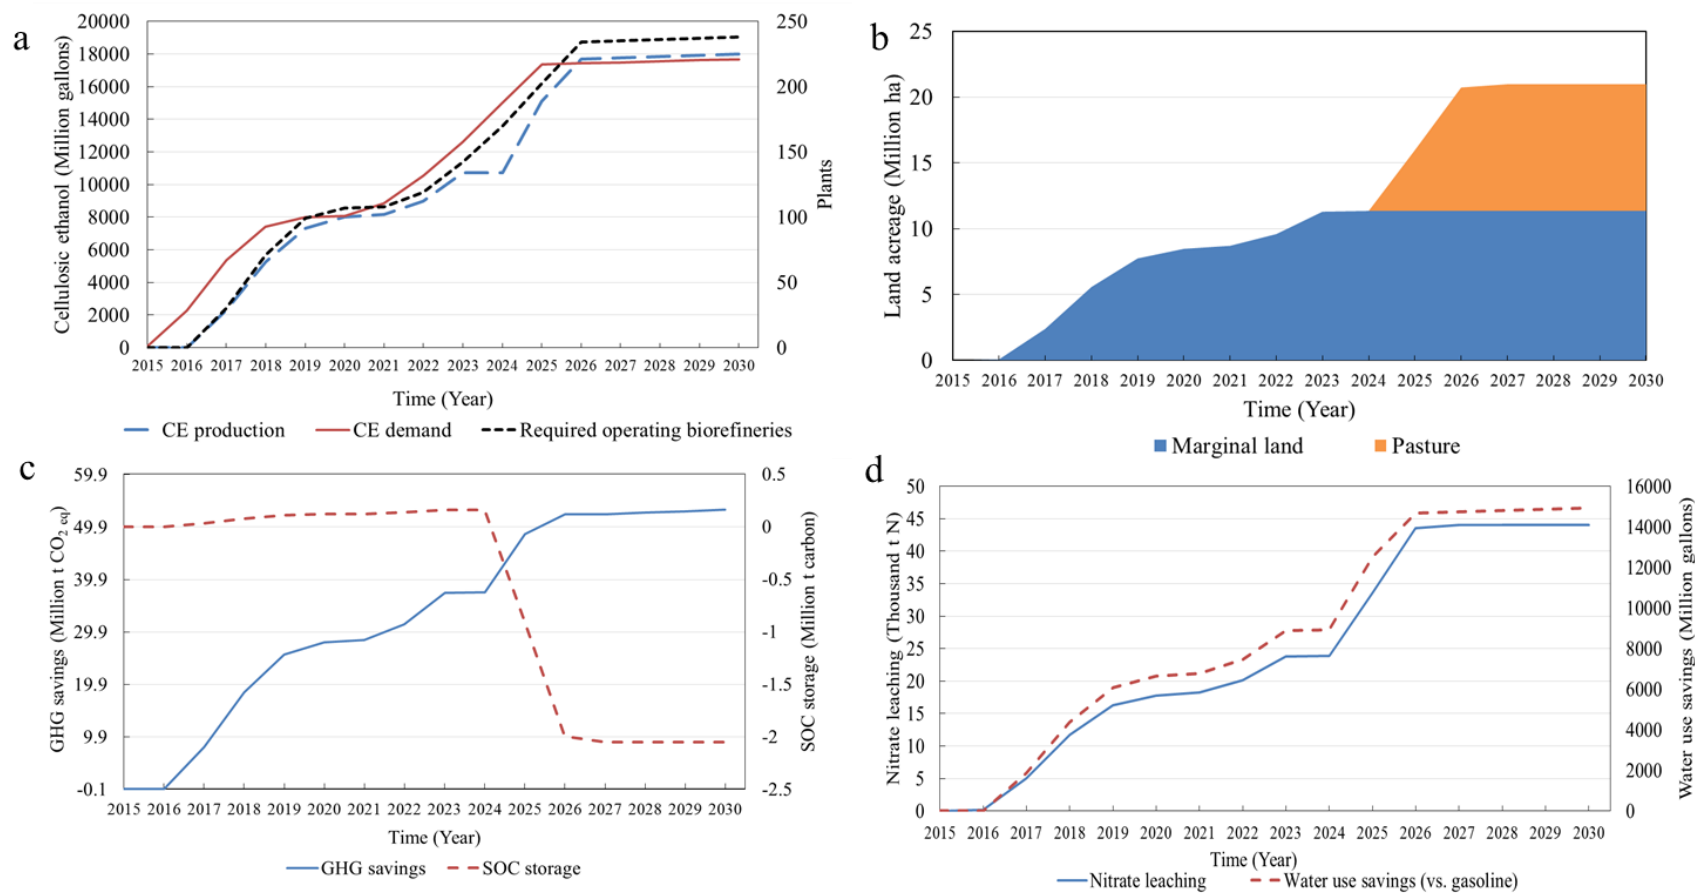 a
Cellulosic ethanol (Million gallons)
20000
18000
16000
14000
12000
10000
8000
6000
4000
2000
0
250
200
150
100
50
0
Plants
2015 2016 2017 2018 2019 2020 2021 2022 2023 2024 2025 2026 2027 2028 2029 2030
Time (Year)
CE production CE demand Required operating biorefineries
b
Land acreage (Million ha)
25
20
15
10
5
0
2015 2016 2017 2018 2019 2020 2021 2022 2023 2024 2025 2026 2027 2028 2029 2030
Time (Year)
Marginal land Pasture
c
GHG savings (Million t CO2 eq)
59.9
49.9
39.9
29.9
19.9
9.9
-0.1
0.5
0
-0.5
-1
-1.5
-2
-2.5
SOC storage (Million t carbon)
2015 2016 2017 2018 2019 2020 2021 2022 2023 2024 2025 2026 2027 2028 2029 2030
Time (Year)
GHG savings SOC storage
d
Nitrate leaching (Thousand t N)
50
45
40
35
30
25
20
15
10
5
0
16000
14000
12000
10000
8000
6000
4000
2000
0
Water use savings (Million gallons)
2015 2016 2017 2018 2019 2020 2021 2022 2023 2024 2025 2026 2027 2028 2029 2030
Time (Year)
Nitrate leaching Water use savings (vs. gasoline)